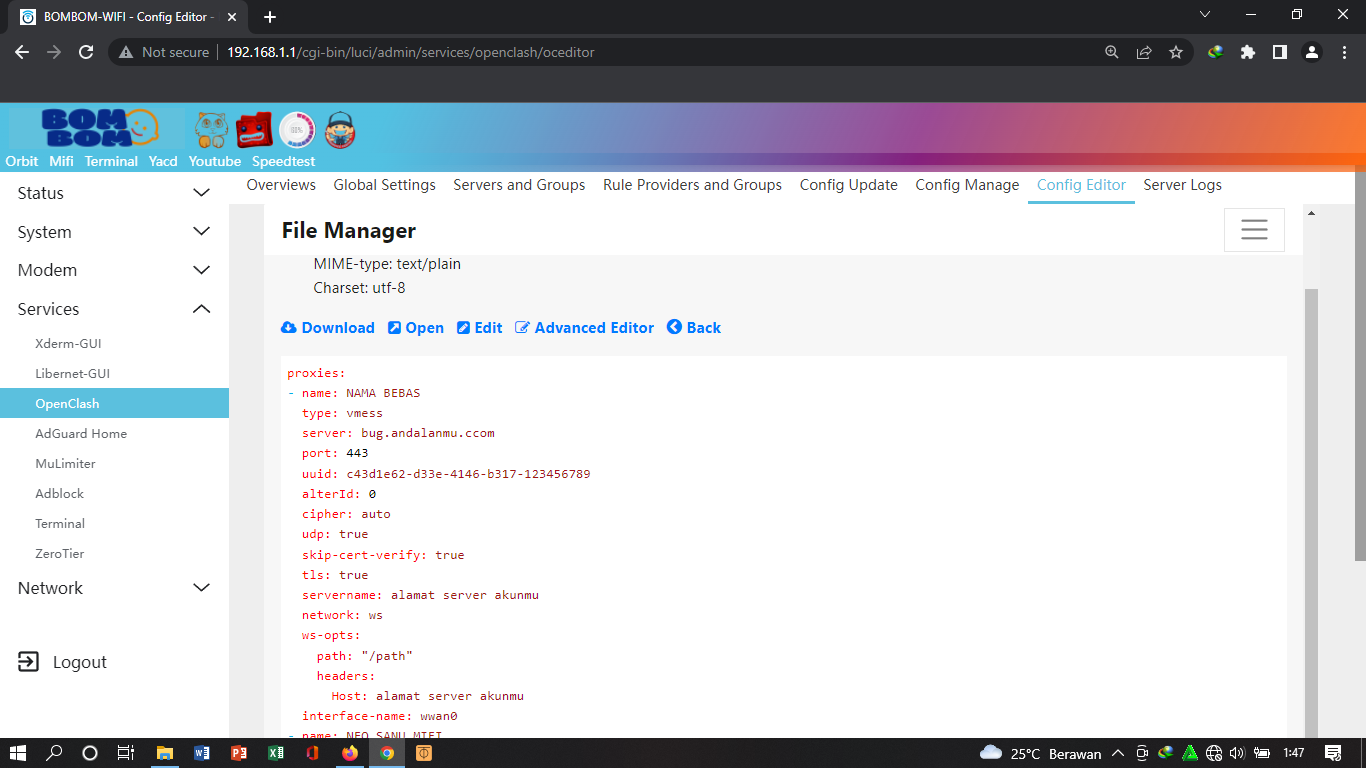 BOMBOM-WIFI - Config Editor -
Not secure
192.168.1.1/cgi-bin/luci/admin/services/openclash/oceditor
BOM
BOM
Orbit Mifi Terminal Yacd Youtube Speedtest
Status
System
Modem
Services
Xderm-GUI
Libernet-GUI
OpenClash
AdGuard Home
MuLimiter
Adblock
Terminal
ZeroTier
Network
Logout
Overviews Global Settings Servers and Groups Rule Providers and Groups Config Update Config Manage Config Editor Server Logs
File Manager
MIME-type: text/plain
Charset: utf-8
Download Open Edit Advanced Editor Back
proxies:
- name: NAMA BEBAS
type: vmess
server: bug.andalanmu.ccom
port: 443
uuid: c43d1e62-d33e-4146-b317-123456789
alterId: 0
cipher: auto
udp: true
skip-cert-verify: true
tls: true
servername: alamat server akunmu
network: ws
ws-opts:
path: "/path"
headers:
Host: alamat server akunmu
interface-name: wwan0
- name: NEO SANU MIFI
25°C Berawan
1:47